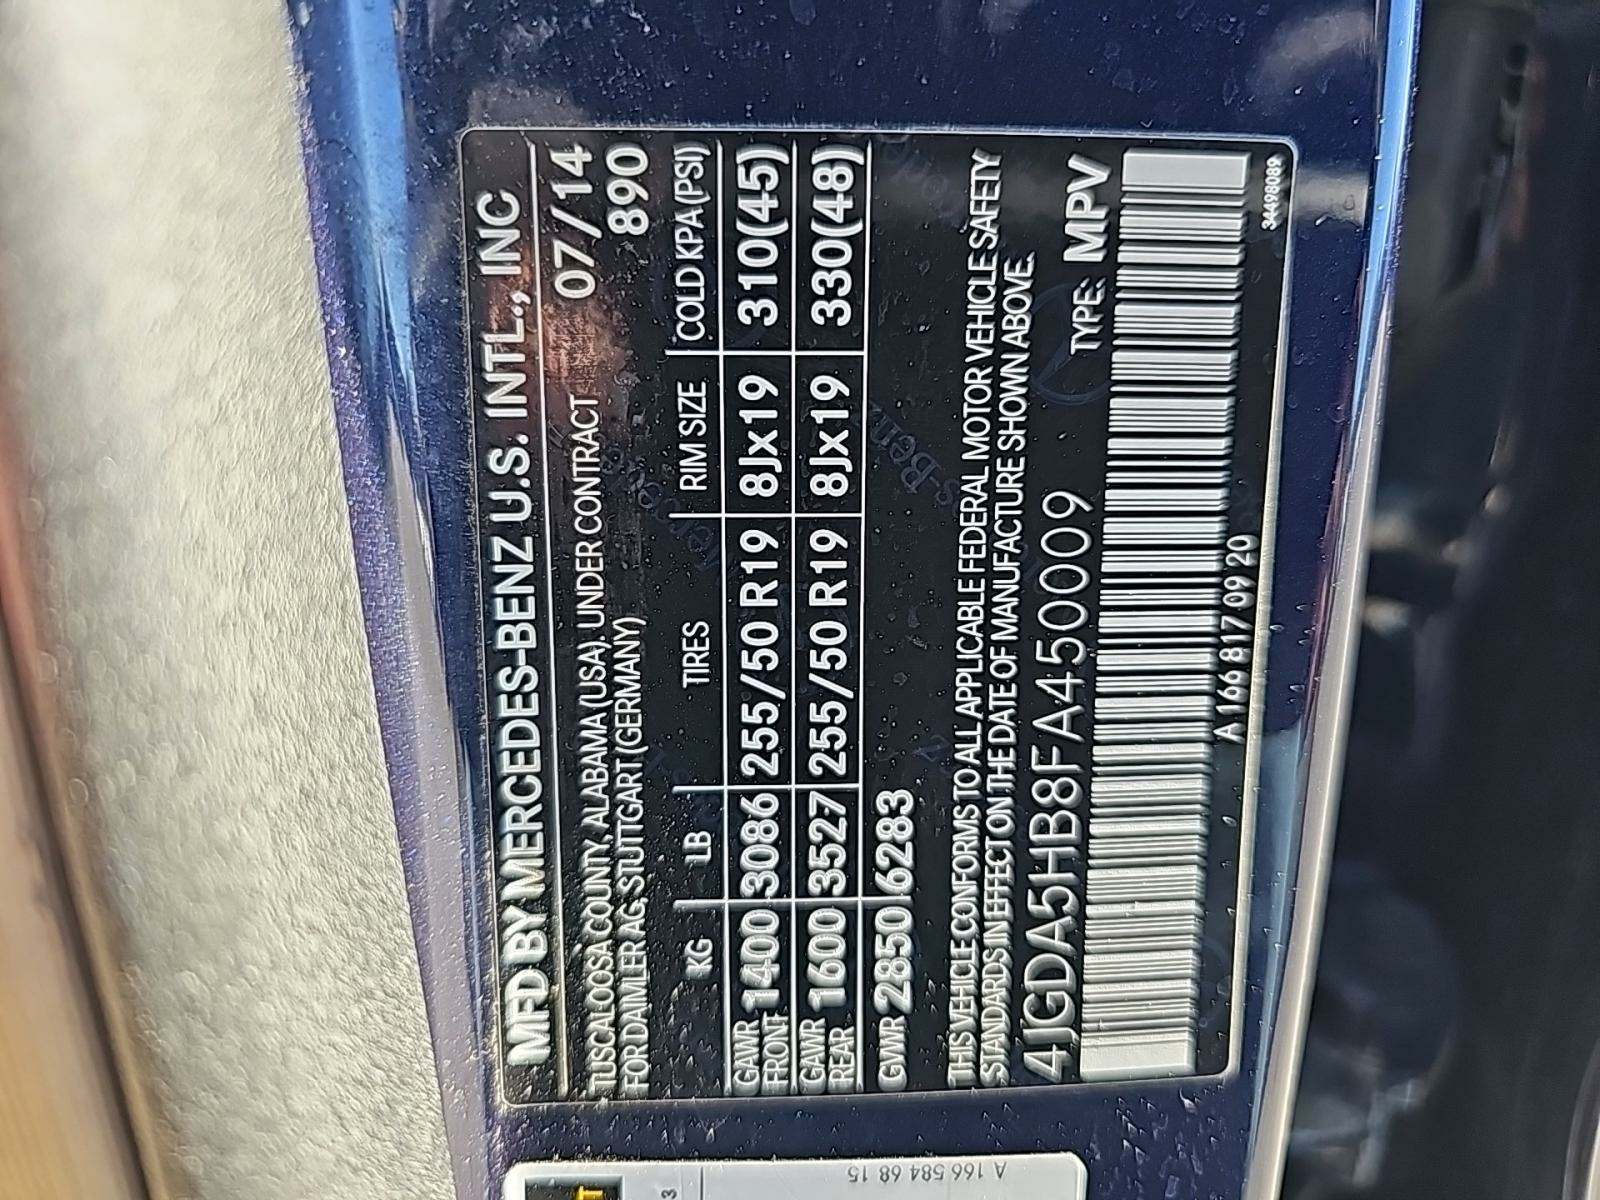 MFD BY MERCEDES-BENZ U.S. INTL., INC
TUSCALOOSA COUNTY, ALABAMA (USA). UNDER CONTRACT 07/14
FOR DAIMLER AG. STUTTGART (GERMANY) 890
KG LB TIRES RIM SIZE COLD KPA (PSI)
GAWR FRONT 1400 3086 255/50 R19 8Jx19 310(45)
GAWR REAR 1600 3527 255/50 R19 8Jx19 330(48)
GVWR 2850 6283
THIS VEHICLE CONFORMS TO ALL APPLICABLE FEDERAL MOTOR VEHICLE SAFETY
STANDARDS IN EFFECT ON THE DATE OF MANUFACTURE SHOWN ABOVE.
4JGDA5HB8FA450009 TYPE: MPV
A 166 817 09 20
34498089
A 166 584 68 15